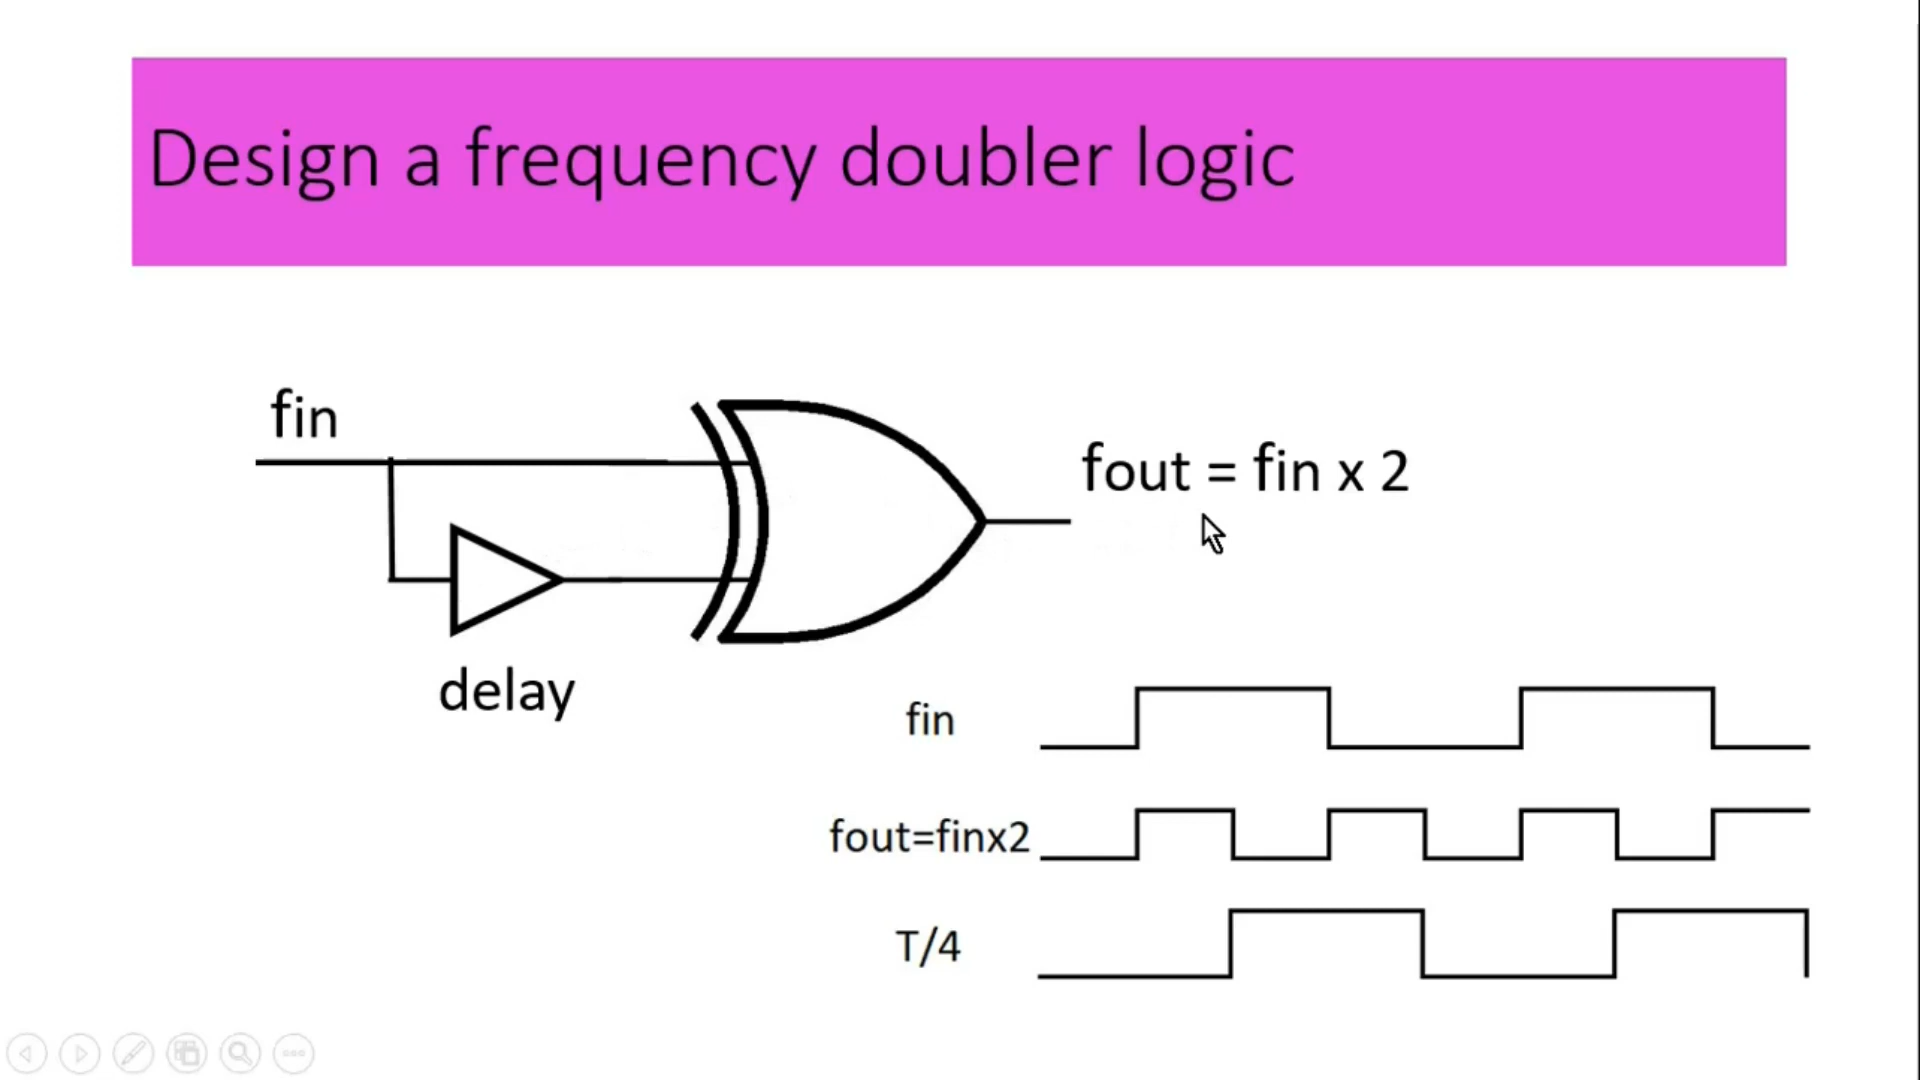 Design a frequency doubler logic
fin
fout = fin x 2
delay
fin
fout=finx2
T/4